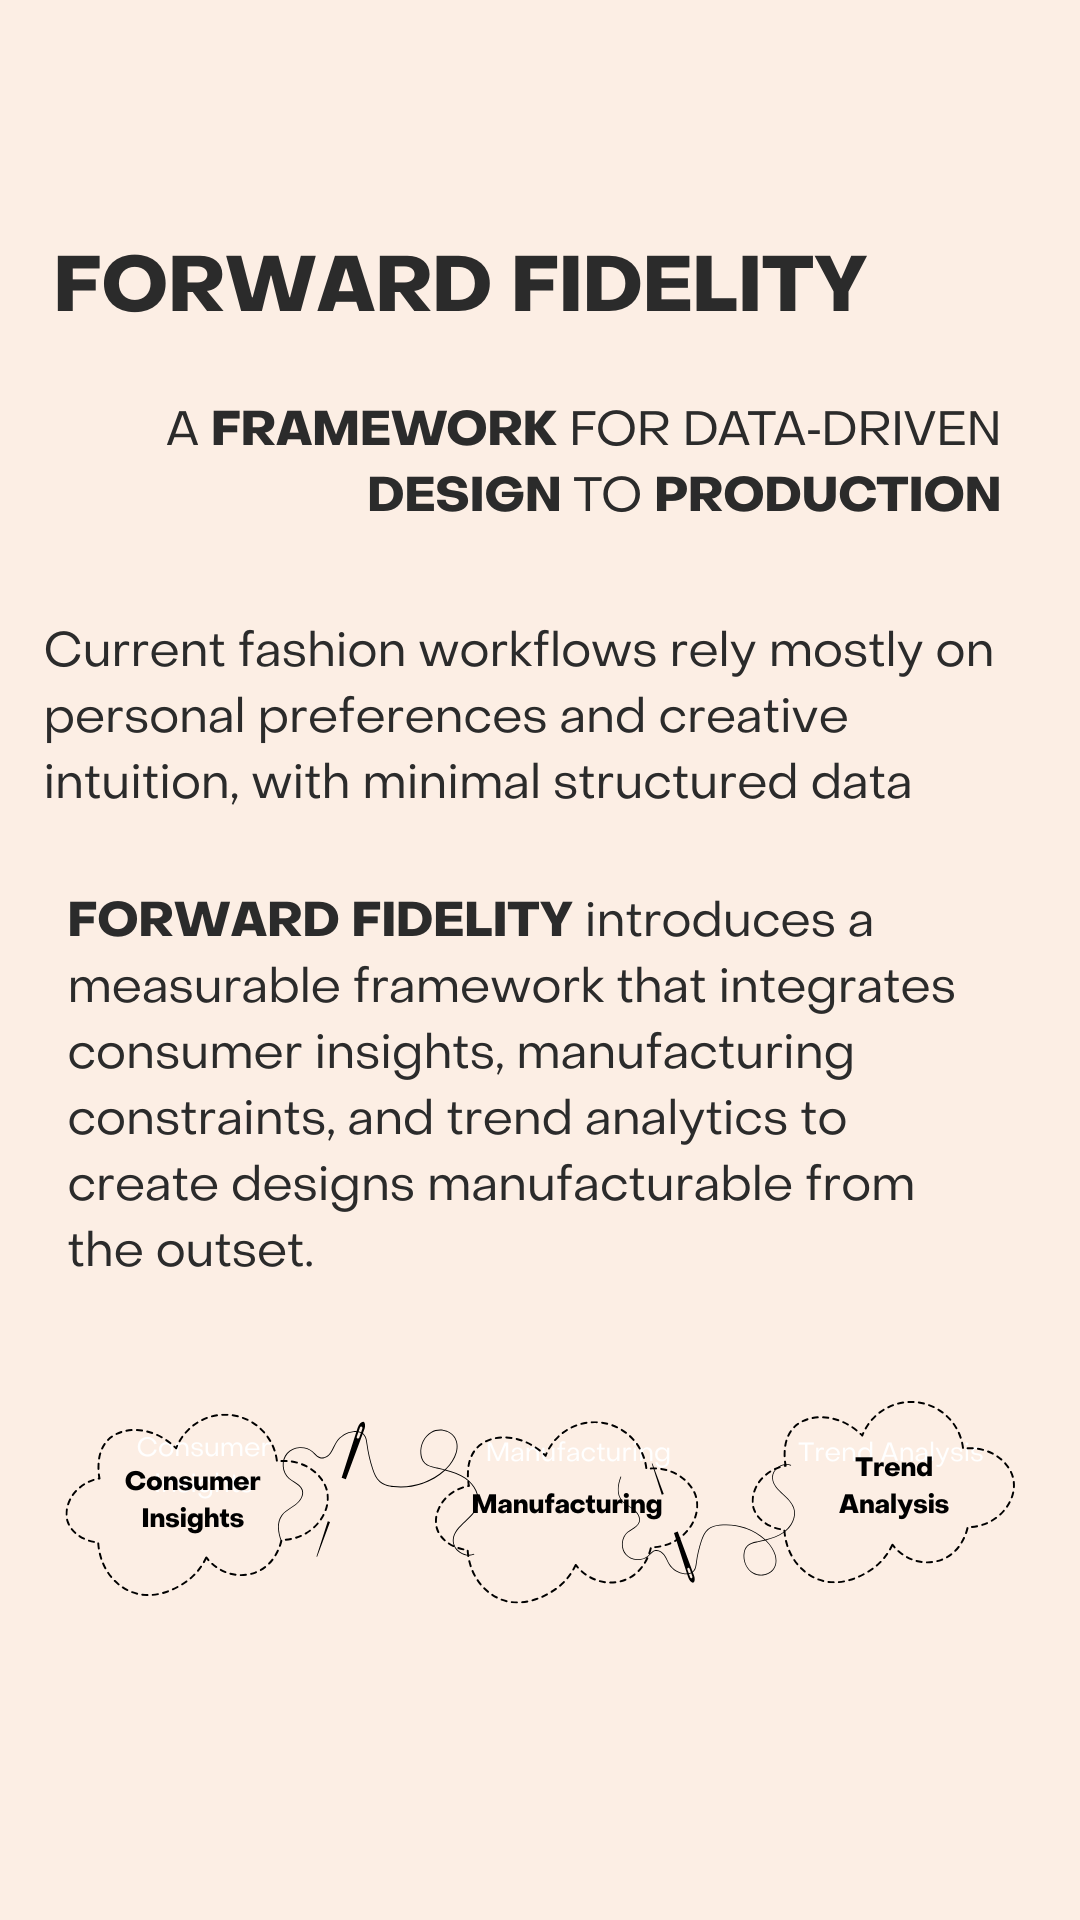 FORWARD FIDELITY
A FRAMEWORK FOR DATA-DRIVEN
DESIGN TO PRODUCTION
Current fashion workflows rely mostly on
personal preferences and creative
intuition, with minimal structured data
FORWARD FIDELITY introduces a
measurable framework that integrates
consumer insights, manufacturing
constraints, and trend analytics to
create designs manufacturable from
the outset.
Consumer
Consumer
Insights
Manufacturing
Manufacturing
Trend Analysis
Trend
Analysis